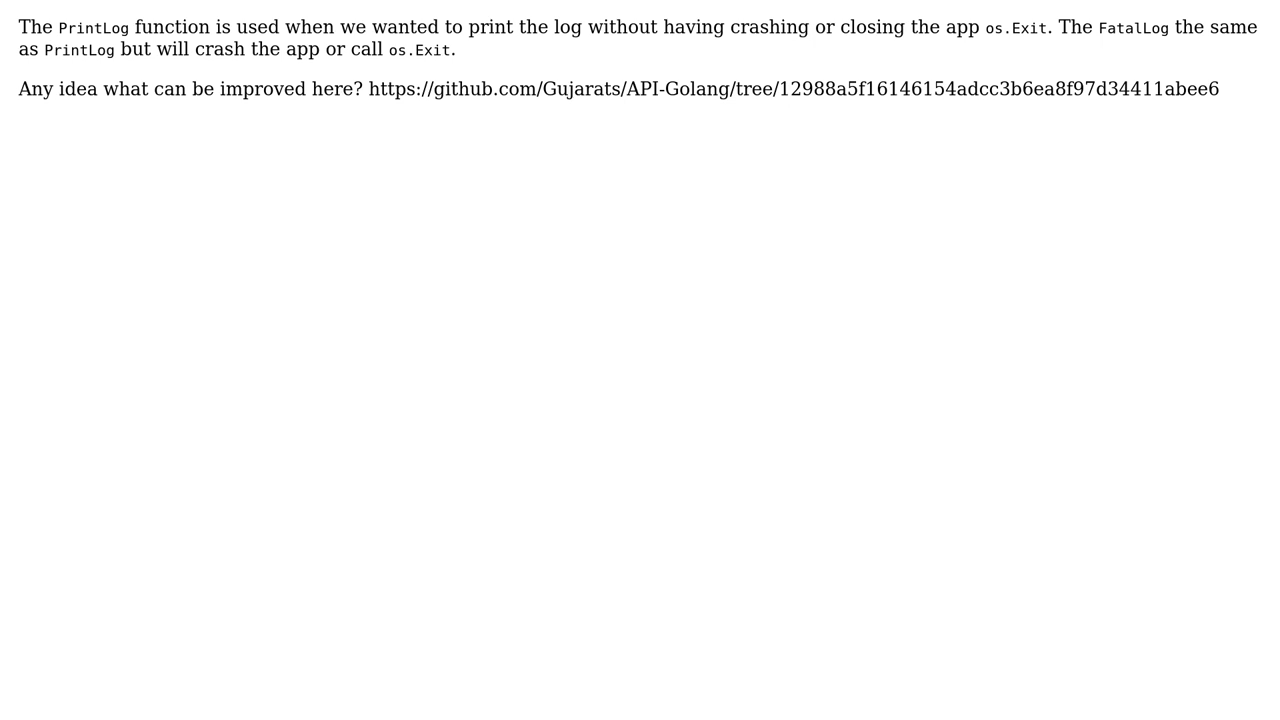 The PrintLog function is used when we wanted to print the log without having crashing or closing the app os.Exit. The FatalLog the same
as PrintLog but will crash the app or call os.Exit.
Any idea what can be improved here? https://github.com/Gujarats/API-Golang/tree/12988a5f16146154adcc3b6ea8f97d34411abee6